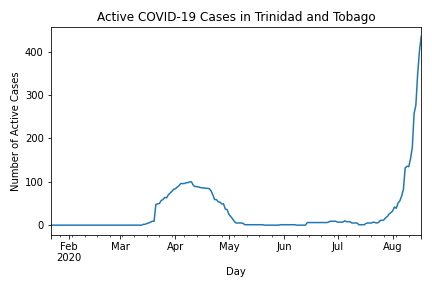 Active COVID-19 Cases in Trinidad and Tobago
Number of Active Cases
400
300
200
100
0
Feb Mar Apr May Jun Jul Aug
2020
Day